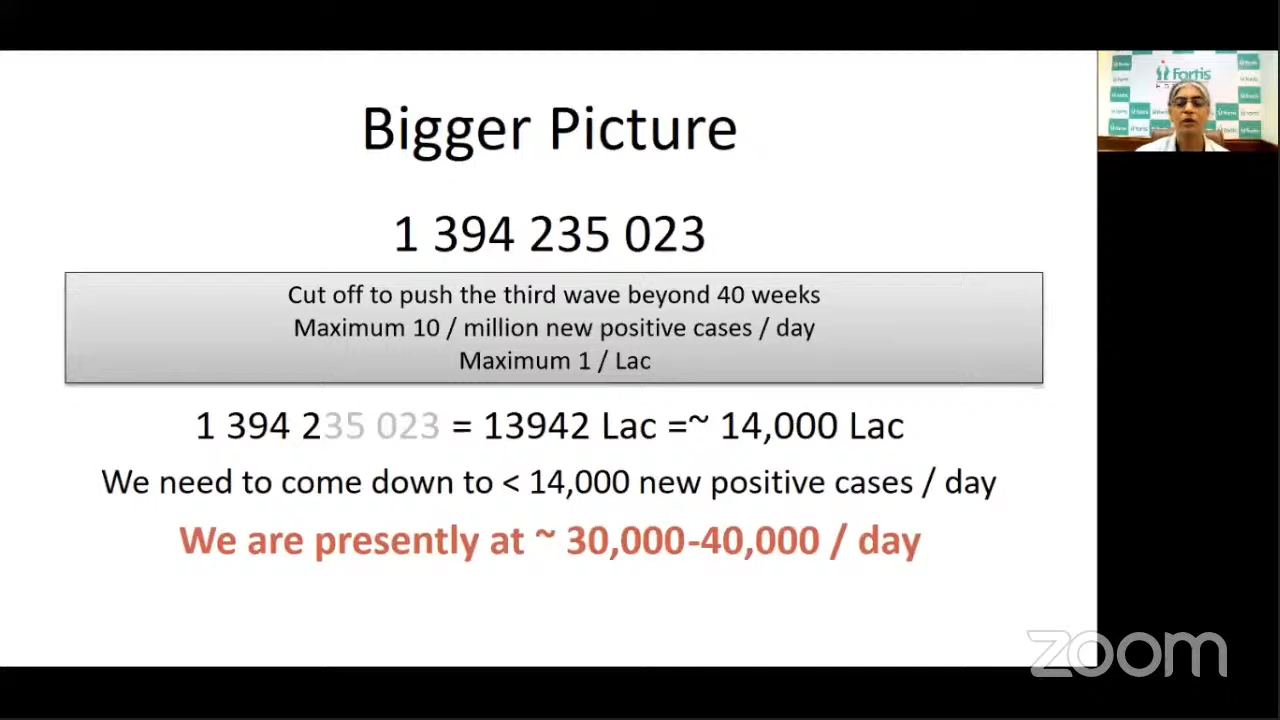 Bigger Picture
1 394 235 023
Cut off to push the third wave beyond 40 weeks
Maximum 10 / million new positive cases / day
Maximum 1 / Lac
1 394 235 023 = 13942 Lac =~ 14,000 Lac
We need to come down to < 14,000 new positive cases / day
We are presently at ~ 30,000-40,000 / day
Fortis
zoom